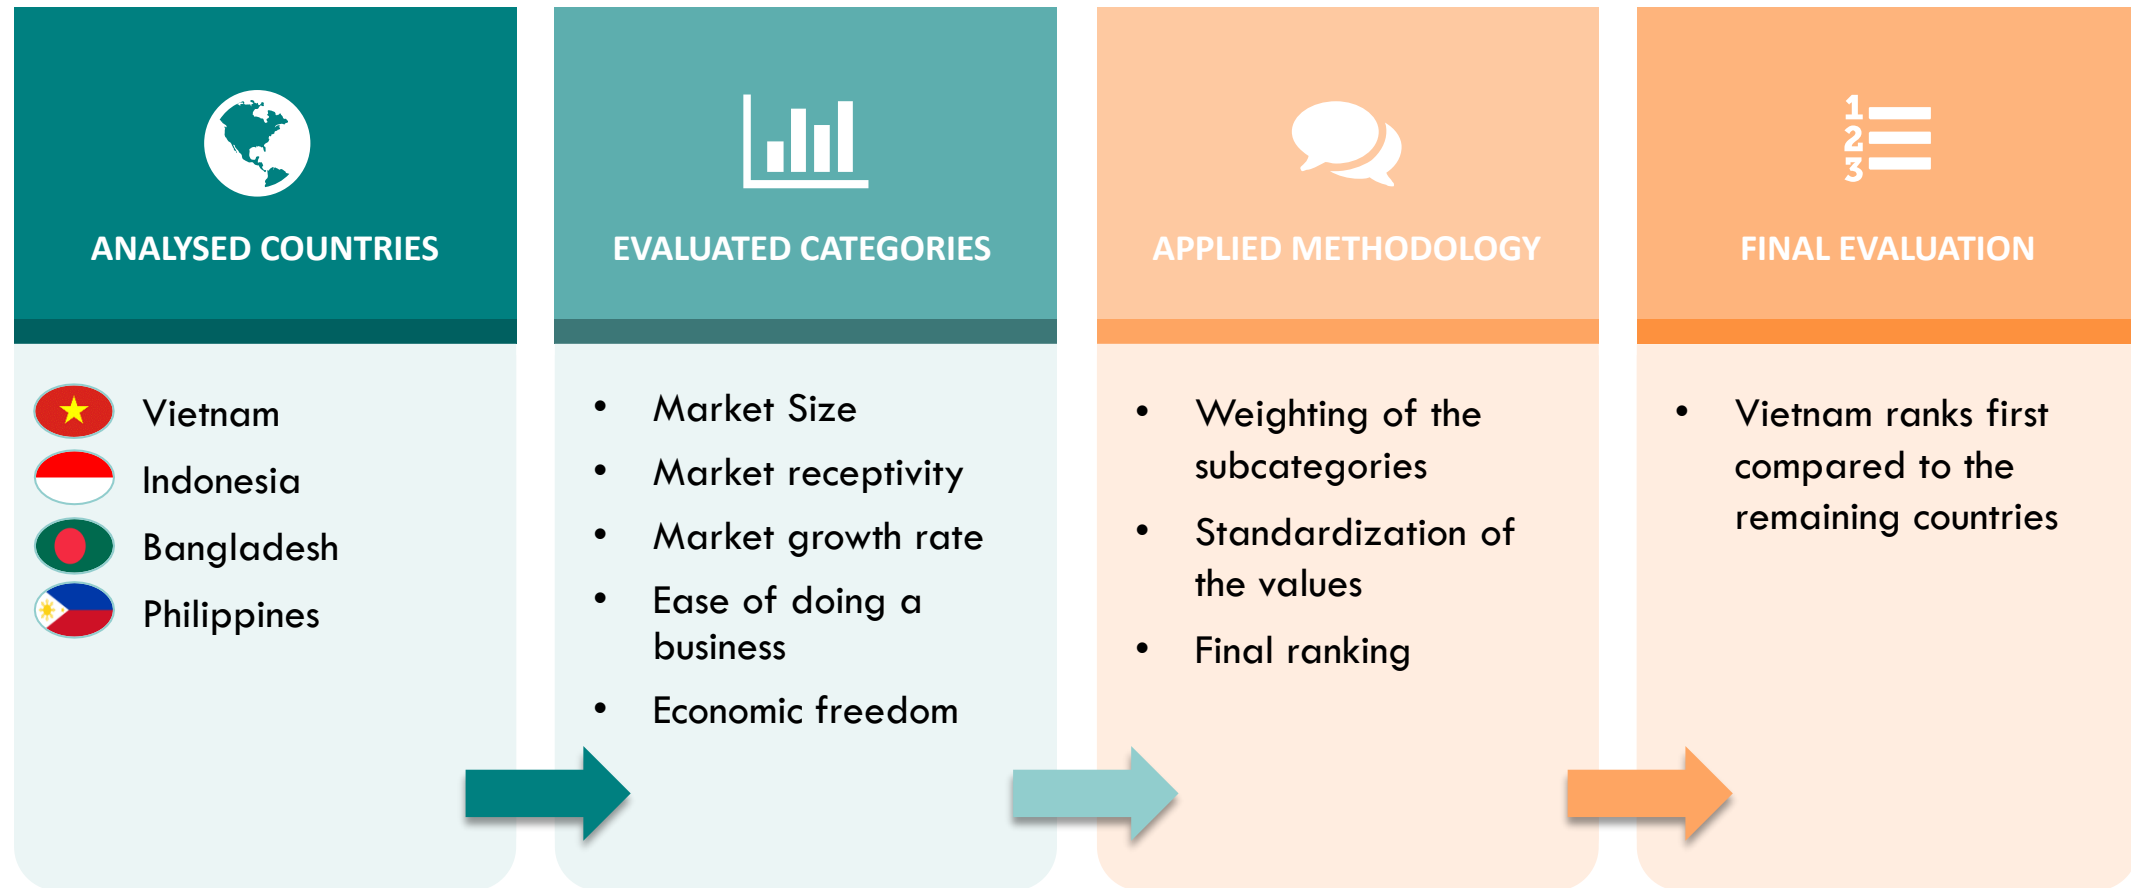 ANALYSED COUNTRIES
Vietnam
Indonesia
Bangladesh
Philippines
EVALUATED CATEGORIES
• Market Size
• Market receptivity
• Market growth rate
• Ease of doing a
business
• Economic freedom
APPLIED METHODOLOGY
• Weighting of the
subcategories
• Standardization of
the values
• Final ranking
1
2
3
FINAL EVALUATION
• Vietnam ranks first
compared to the
remaining countries